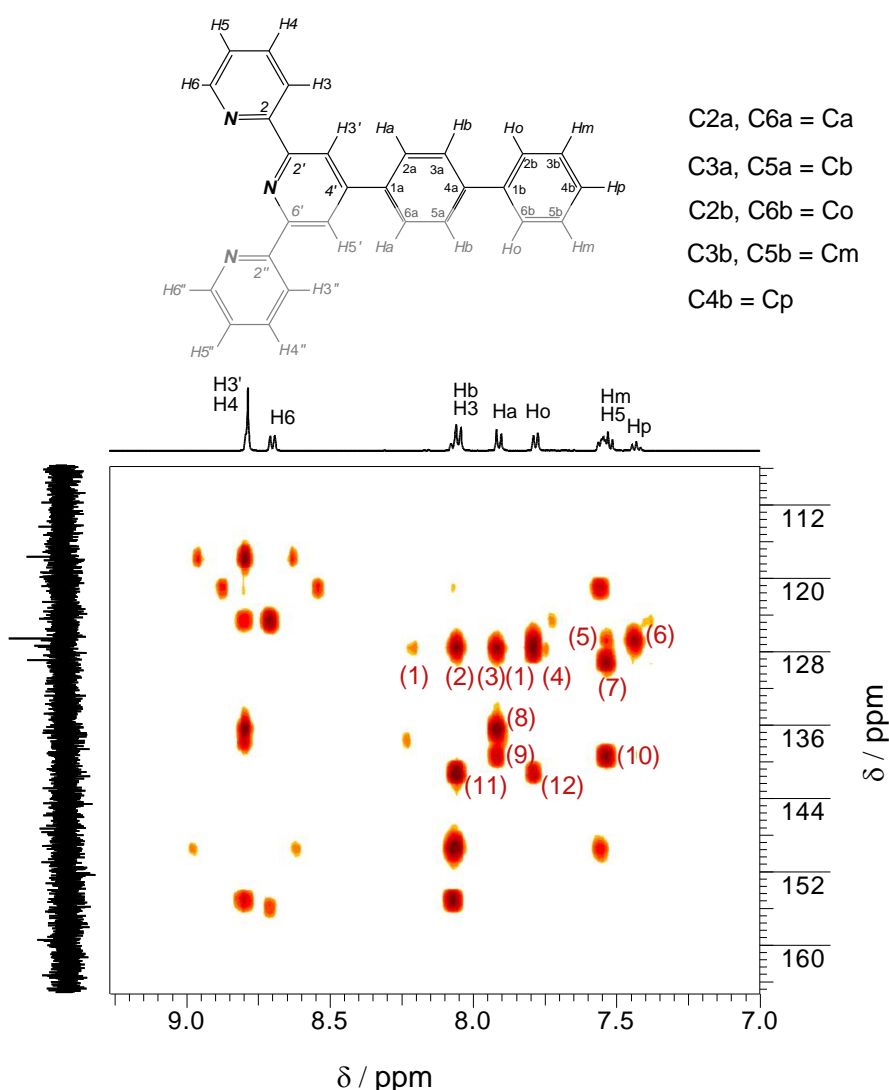 H5
H4
H6
H3
2
N
H3'
Ha
Hb
Ho
Hm
2'
N
4'
1a
2a
3a
4a
1b
2b
3b
4b'
Hp
6'
6a
5a
6b
5b
N
2''
H5'
Ha
Hb
Ho
Hm
H6''
H3''
H5''
H4''
C2a, C6a = Ca
C3a, C5a = Cb
C2b, C6b = Co
C3b, C5b = Cm
C4b = Cp
H3'
H4
H6
Hb
H3
Ha
Ho
Hm
H5
Hp
112
120
128
136
144
152
160
δ / ppm
(1)
(2)
(3)
(1)
(4)
(5)
(6)
(7)
(8)
(9)
(10)
(11)
(12)
9.0
8.5
8.0
7.5
7.0
δ / ppm